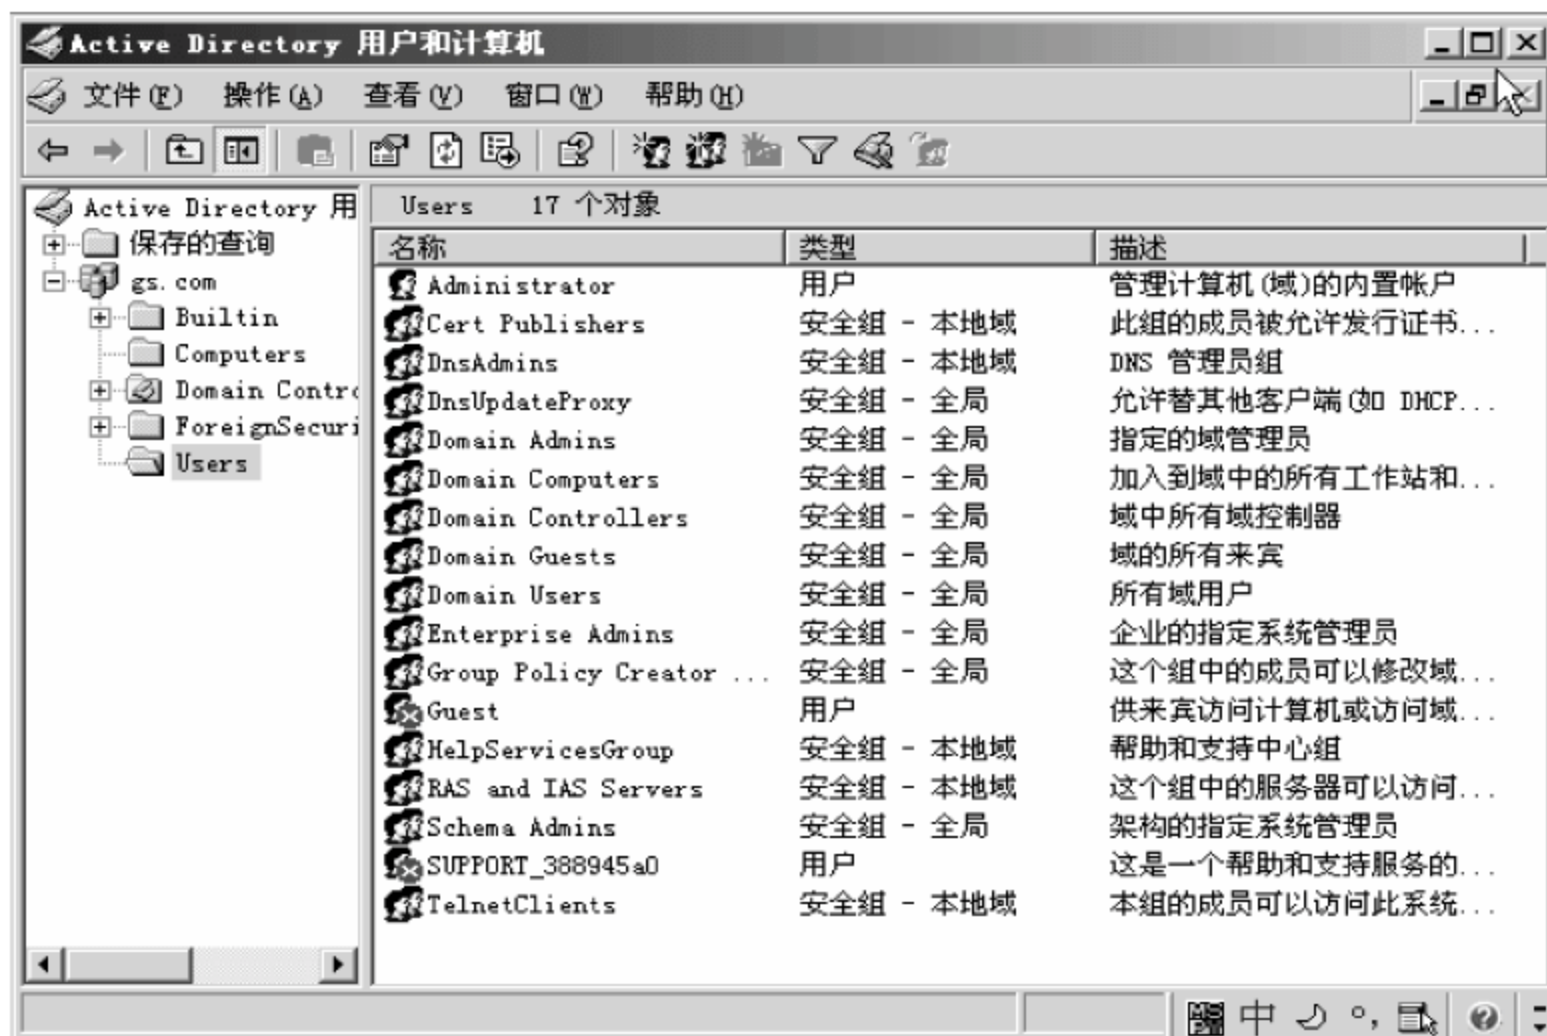 Active Directory 用户和计算机
文件(F) 操作(A) 查看(V) 窗口(W) 帮助(H)
Active Directory 用
保存的查询
gs.com
Builtin
Computers
Domain Contro
ForeignSecuri
Users
Users 17 个对象
名称 类型 描述
Administrator 用户 管理计算机(域)的内置帐户
Cert Publishers 安全组 - 本地域 此组的成员被允许发行证书...
DnsAdmins 安全组 - 本地域 DNS 管理员组
DnsUpdateProxy 安全组 - 全局 允许替其他客户端(如 DHCP...
Domain Admins 安全组 - 全局 指定的域管理员
Domain Computers 安全组 - 全局 加入到域中的所有工作站和...
Domain Controllers 安全组 - 全局 域中所有域控制器
Domain Guests 安全组 - 全局 域的所有来宾
Domain Users 安全组 - 全局 所有域用户
Enterprise Admins 安全组 - 全局 企业的指定系统管理员
Group Policy Creator ... 安全组 - 全局 这个组中的成员可以修改域...
Guest 用户 供来宾访问计算机或访问域...
HelpServicesGroup 安全组 - 本地域 帮助和支持中心组
RAS and IAS Servers 安全组 - 本地域 这个组中的服务器可以访问...
Schema Admins 安全组 - 全局 架构的指定系统管理员
SUPPORT_388945a0 用户 这是一个帮助和支持服务的...
TelnetClients 安全组 - 本地域 本组的成员可以访问此系统...
中